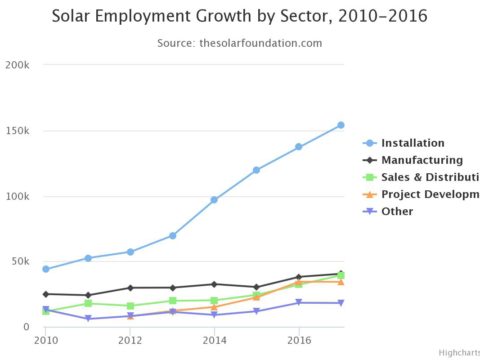 Solar Employment Growth by Sector, 2010-2016
Source: thesolarfoundation.com
200k
150k
100k
50k
0
2010
2012
2014
2016
Installation
Manufacturing
Sales & Distributi
Project Developm
Other
Highcharts